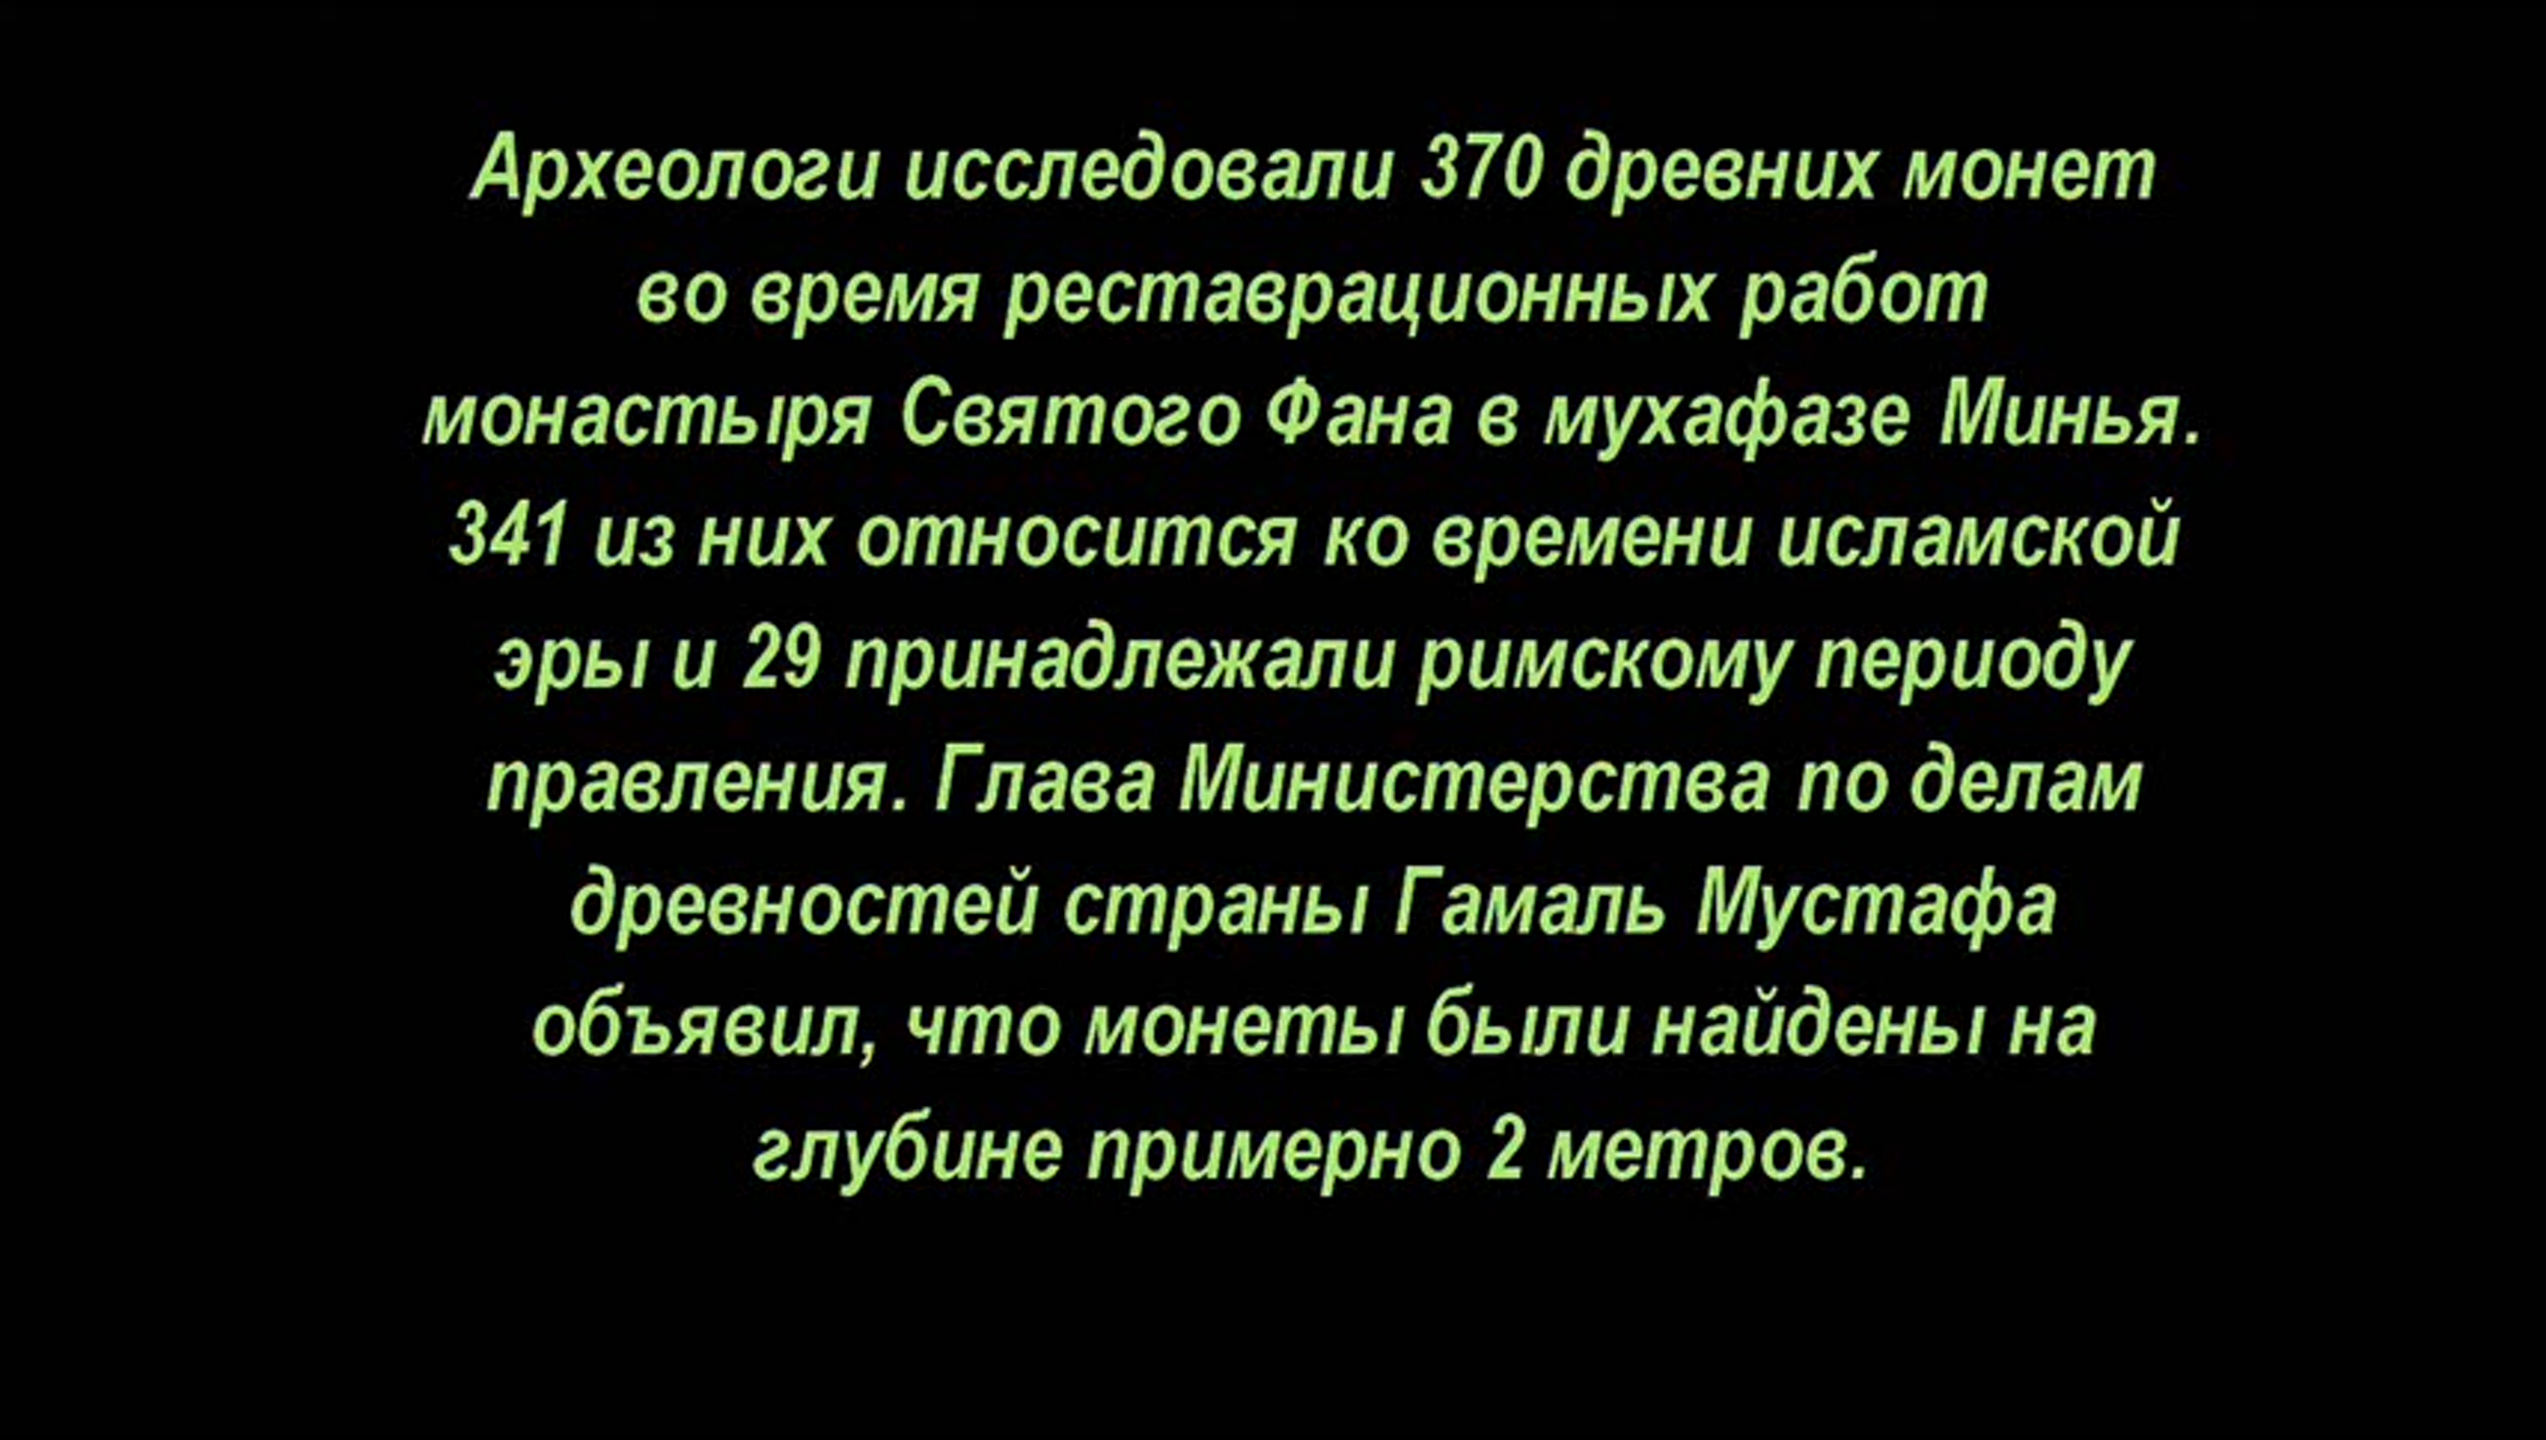 Археологи исследовали 370 древних монет
во время реставрационных работ
монастыря Святого Фана в мухафазе Минья.
341 из них относится ко времени исламской
эры и 29 принадлежали римскому периоду
правления. Глава Министерства по делам
древностей страны Гамаль Мустафа
объявил, что монеты были найдены на
глубине примерно 2 метров.